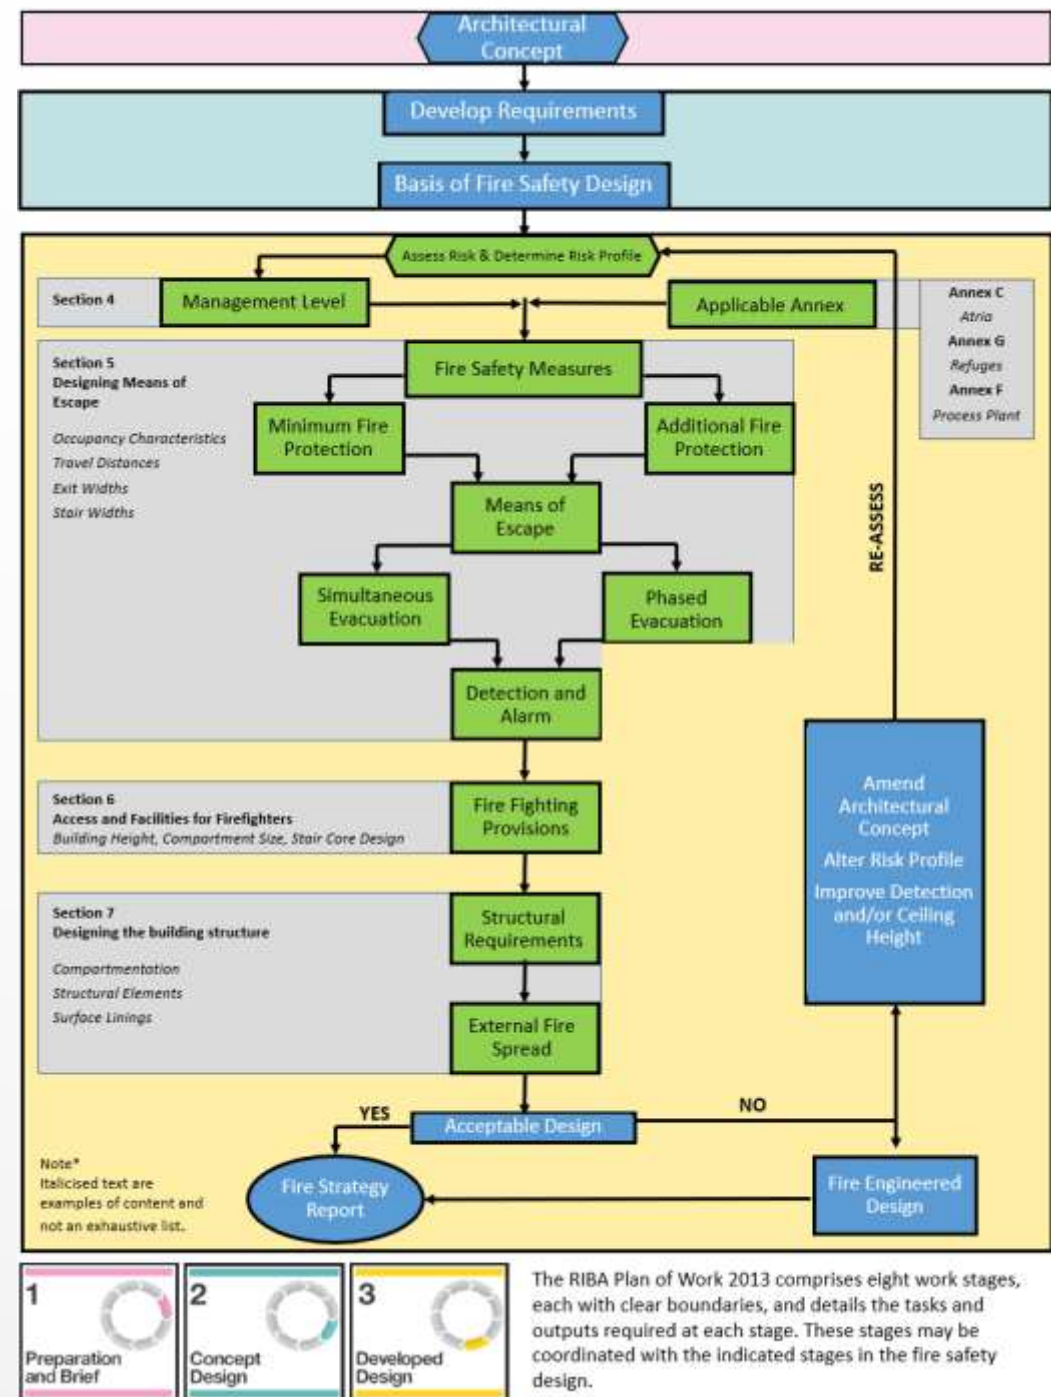 Architectural
Concept
Develop Requirements
Basis of Fire Safety Design
Assess Risk & Determine Risk Profile
Section 4
Management Level
Applicable Annex
Annex C
Atria
Annex G
Refuges
Annex F
Process Plant
Section 5
Designing Means of
Escape
Occupancy Characteristics
Travel Distances
Exit Widths
Stair Widths
Fire Safety Measures
Minimum Fire
Protection
Additional Fire
Protection
Means of
Escape
Simultaneous
Evacuation
Phased
Evacuation
Detection and
Alarm
RE-ASSESS
Amend
Architectural
Concept
Alter Risk Profile
Improve Detection
and/or Ceiling
Height
Section 6
Access and Facilities for Firefighters
Building Height, Compartment Size, Stair Core Design
Fire Fighting
Provisions
Section 7
Designing the building structure
Compartmentation
Structural Elements
Surface Linings
Structural
Requirements
External Fire
Spread
YES
Acceptable Design
NO
Note*
Italicised text are
examples of content and
not an exhaustive list.
Fire Strategy
Report
Fire Engineered
Design
1
Preparation
and Brief
2
Concept
Design
3
Developed
Design
The RIBA Plan of Work 2013 comprises eight work stages,
each with clear boundaries, and details the tasks and
outputs required at each stage. These stages may be
coordinated with the indicated stages in the fire safety
design.